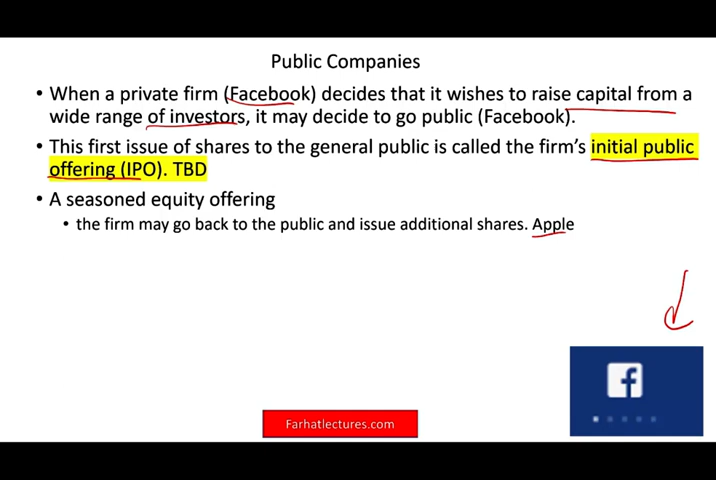 Public Companies
• When a private firm (Facebook) decides that it wishes to raise capital from a
wide range of investors, it may decide to go public (Facebook).
• This first issue of shares to the general public is called the firm's initial public
offering (IPO). TBD
• A seasoned equity offering
• the firm may go back to the public and issue additional shares. Apple
f
Farhatlectures.com